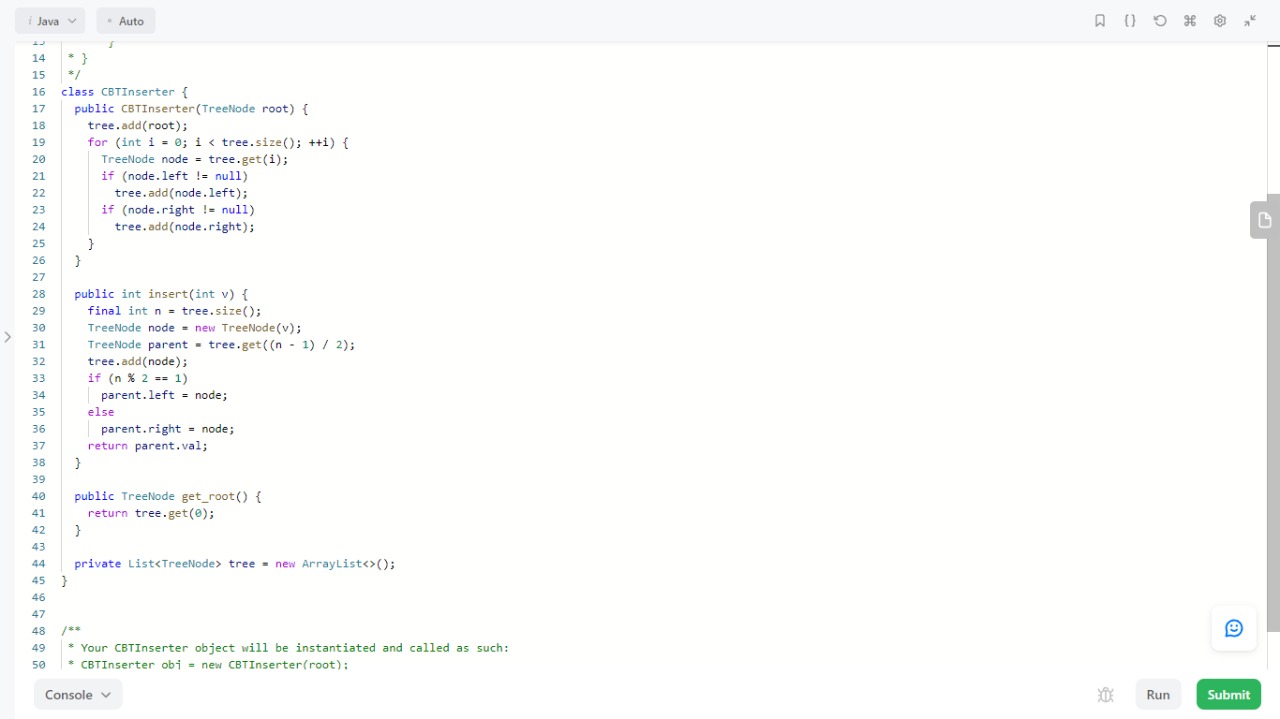 Java
Auto
13 }
14 * }
15 */
16 class CBTInserter {
17 public CBTInserter(TreeNode root) {
18 tree.add(root);
19 for (int i = 0; i < tree.size(); ++i) {
20 TreeNode node = tree.get(i);
21 if (node.left != null)
22 tree.add(node.left);
23 if (node.right != null)
24 tree.add(node.right);
25 }
26 }
27
28 public int insert(int v) {
29 final int n = tree.size();
30 TreeNode node = new TreeNode(v);
31 TreeNode parent = tree.get((n - 1) / 2);
32 tree.add(node);
33 if (n % 2 == 1)
34 parent.left = node;
35 else
36 parent.right = node;
37 return parent.val;
38 }
39
40 public TreeNode get_root() {
41 return tree.get(0);
42 }
43
44 private List<TreeNode> tree = new ArrayList<>();
45 }
46
47
48 /**
49 * Your CBTInserter object will be instantiated and called as such:
50 * CBTInserter obj = new CBTInserter(root);
Console
Run
Submit